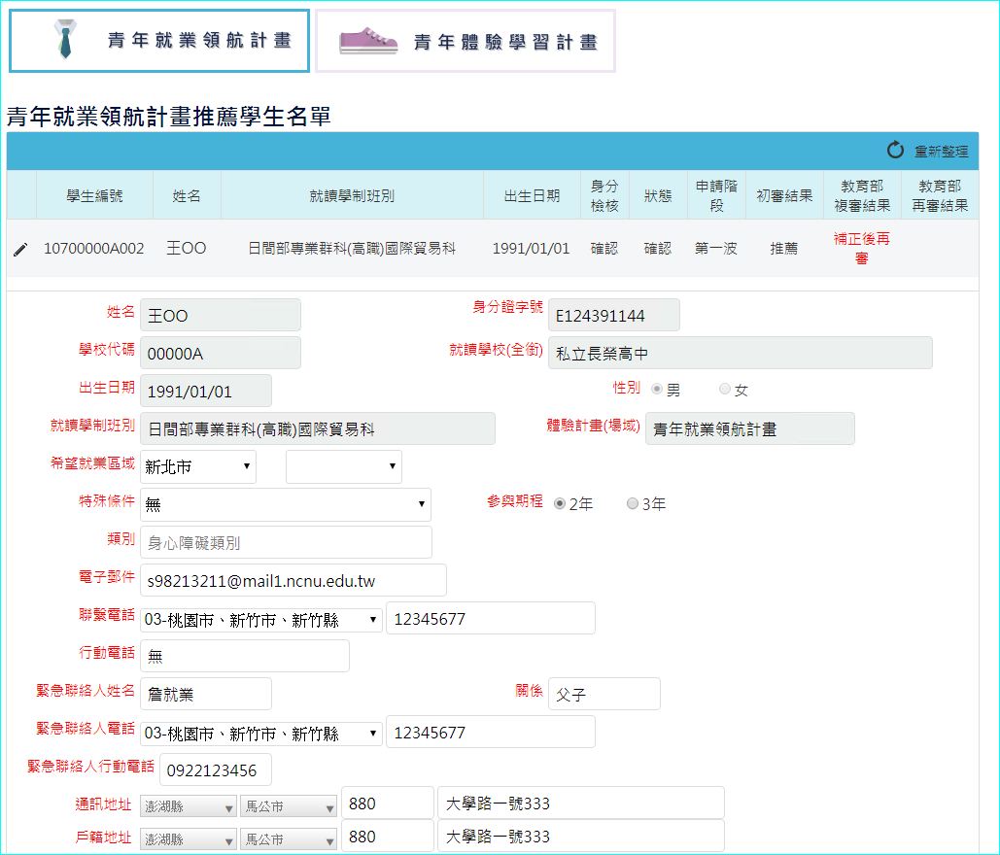 青年就業領航計畫 青年體驗學習計畫
青年就業領航計畫推薦學生名單
重新整理
學生編號 姓名 就讀學制班別 出生日期 身分檢核 狀態 申請階段 初審結果 教育部複審結果 教育部再審結果
10700000A002 王OO 日間部專業群科(高職)國際貿易科 1991/01/01 確認 確認 第一波 推薦 補正後再審
姓名 王OO 身分證字號 E124391144
學校代碼 00000A 就讀學校(全銜) 私立長榮高中
出生日期 1991/01/01 性別 男 女
就讀學制班別 日間部專業群科(高職)國際貿易科 體驗計畫(場域) 青年就業領航計畫
希望就業區域 新北市
特殊條件 無 參與期程 2年 3年
類別 身心障礙類別
電子郵件 s98213211@mail1.ncnu.edu.tw
聯繫電話 03-桃園市、新竹市、新竹縣 12345677
行動電話 無
緊急聯絡人姓名 詹就業 關係 父子
緊急聯絡人電話 03-桃園市、新竹市、新竹縣 12345677
緊急聯絡人行動電話 0922123456
通訊地址 澎湖縣 馬公市 880 大學路一號333
戶籍地址 澎湖縣 馬公市 880 大學路一號333